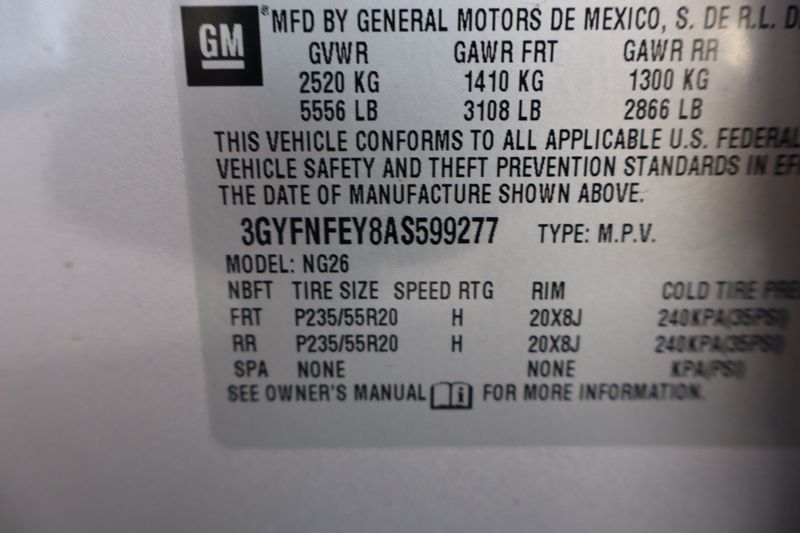 GM
® MFD BY GENERAL MOTORS DE MEXICO, S. DE R.L. D
GVWR GAWR FRT GAWR RR
2520 KG 1410 KG 1300 KG
5556 LB 3108 LB 2866 LB
THIS VEHICLE CONFORMS TO ALL APPLICABLE U.S. FEDERAL
VEHICLE SAFETY AND THEFT PREVENTION STANDARDS IN EF
THE DATE OF MANUFACTURE SHOWN ABOVE.
3GYFNFEY8AS599277 TYPE: M.P.V.
MODEL: NG26
NBFT TIRE SIZE SPEED RTG RIM COLD TIRE PRE
FRT P235/55R20 H 20X8J 240KPA(35PSI)
RR P235/55R20 H 20X8J 240KPA(35PSI)
SPA NONE NONE KPA(PSI)
SEE OWNER'S MANUAL FOR MORE INFORMATION.